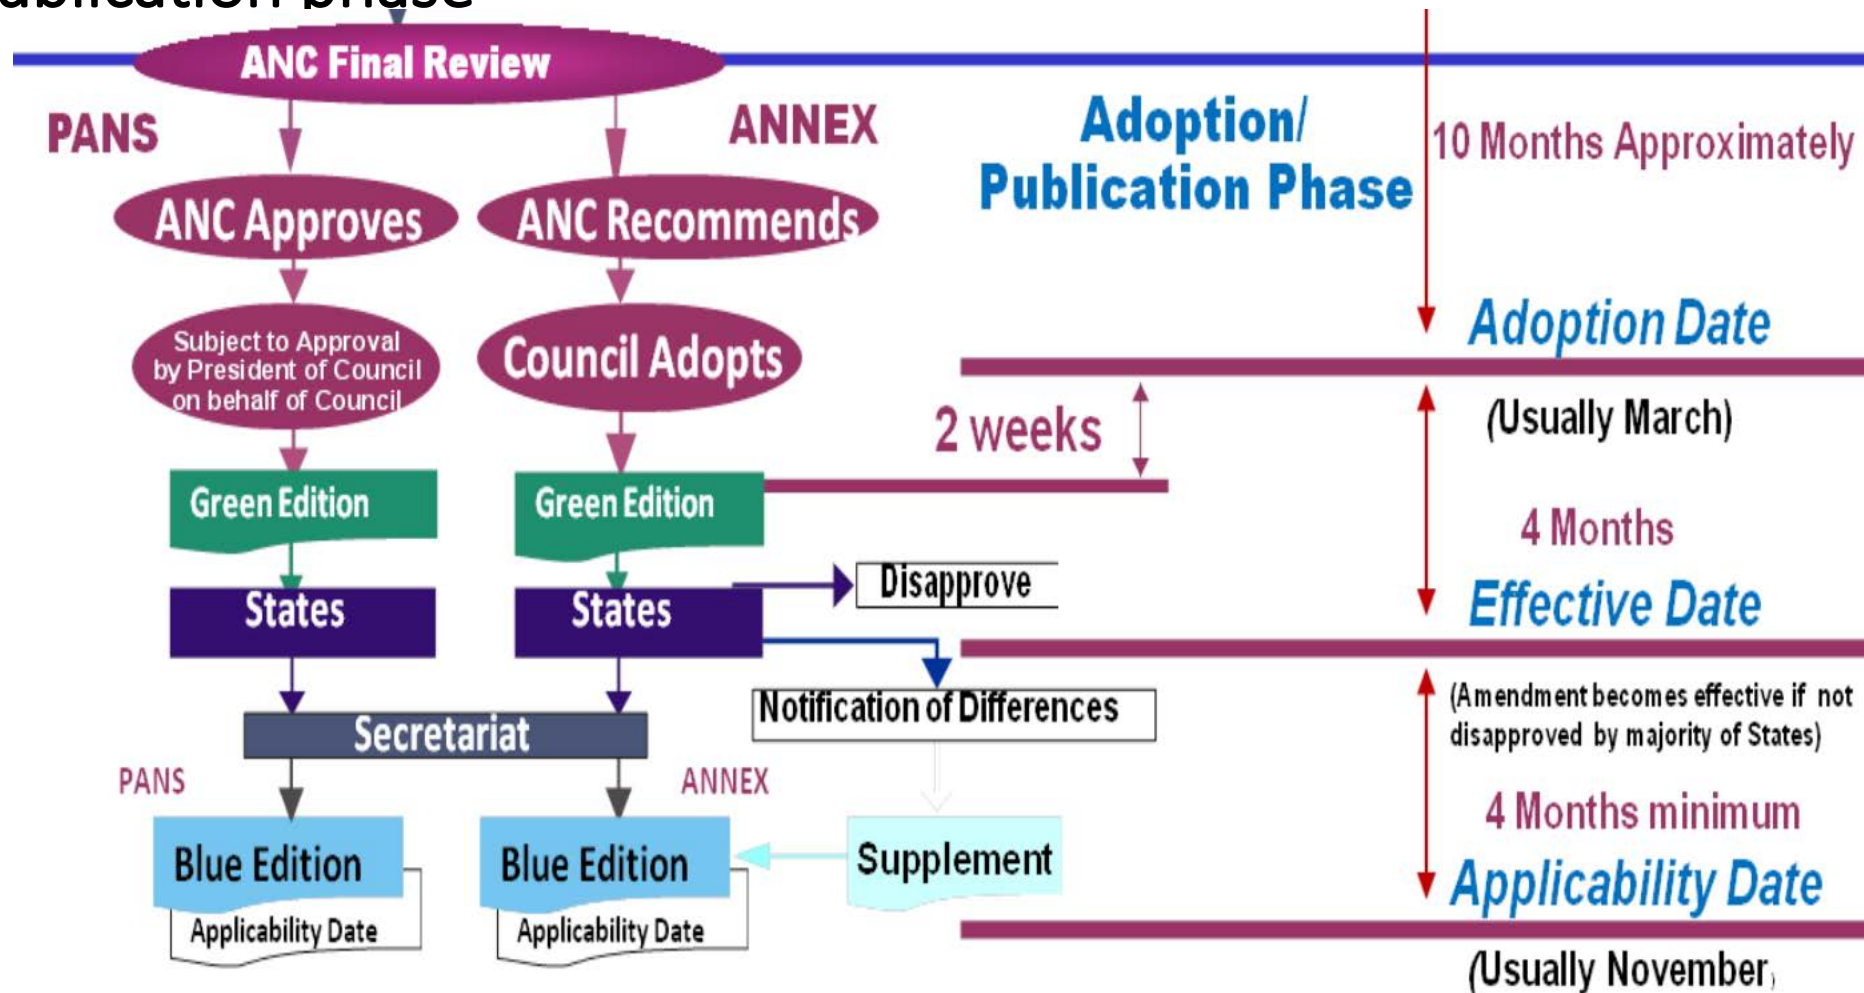 ublication phase
ANC Final Review
PANS
ANNEX
Adoption/
Publication Phase
10 Months Approximately
ANC Approves
ANC Recommends
Subject to Approval
by President of Council
on behalf of Council
Council Adopts
Adoption Date
(Usually March)
2 weeks
Green Edition
Green Edition
4 Months
States
States
Disapprove
Effective Date
Notification of Differences
(Amendment becomes effective if not
disapproved by majority of States)
Secretariat
PANS
ANNEX
4 Months minimum
Blue Edition
Blue Edition
Supplement
Applicability Date
Applicability Date
Applicability Date
(Usually November)